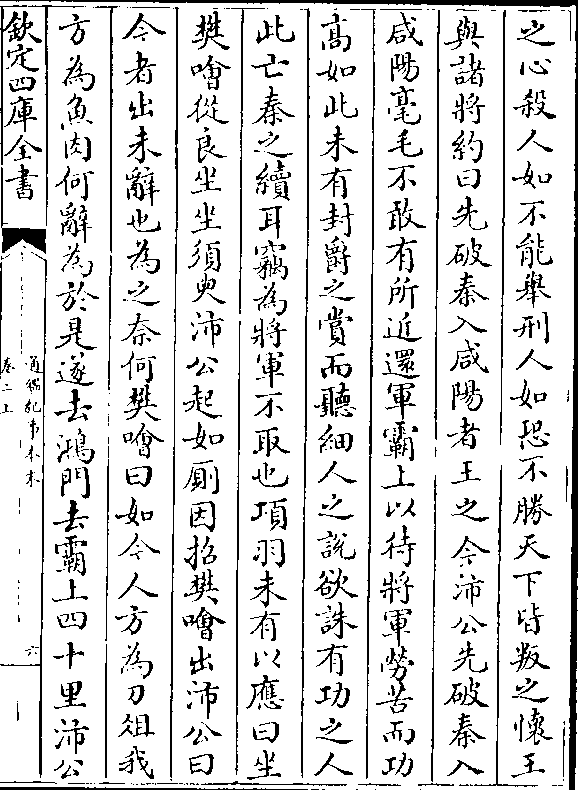 之心殺人如不能舉刑人如恐不勝天下皆叛之懷王
與諸將約曰先破秦入咸陽者王之今沛公先破秦入
咸陽毫毛不敢有所近還軍霸上以待將軍勞苦而功
髙如此未有封爵之賞而聽細人之說欲誅有功之人
此亡秦之續耳竊為將軍不取也項羽未有以應曰坐
樊噲從良坐坐須臾沛公起如厠因招樊噲出沛公曰
今者出未辭也為之奈何樊噲曰如今人方為刀俎我
方為魚肉何辭為於是遂去鴻門去霸上四十里沛公
欽定四庫全書
通鑑紀事本末
卷二上
六